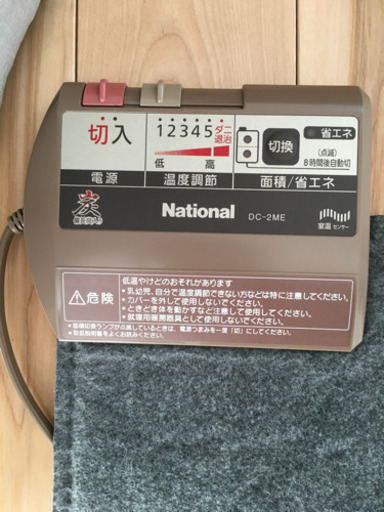 切 入
12345 ダニ退治
低 高
切換
省エネ
(点滅)
8時間後自動切
電源 温度調節 面積/省エネ
炭
National DC-2ME
室温センサー
危険
低温やけどのおそれがあります
・乳幼児、自分で温度調節できない方などは特に注意してください。
・カバーを外して使用しないでください。
・ときどき体を動かすなど注意して使用してください。
・就寝用暖房器具として使用しないでください。